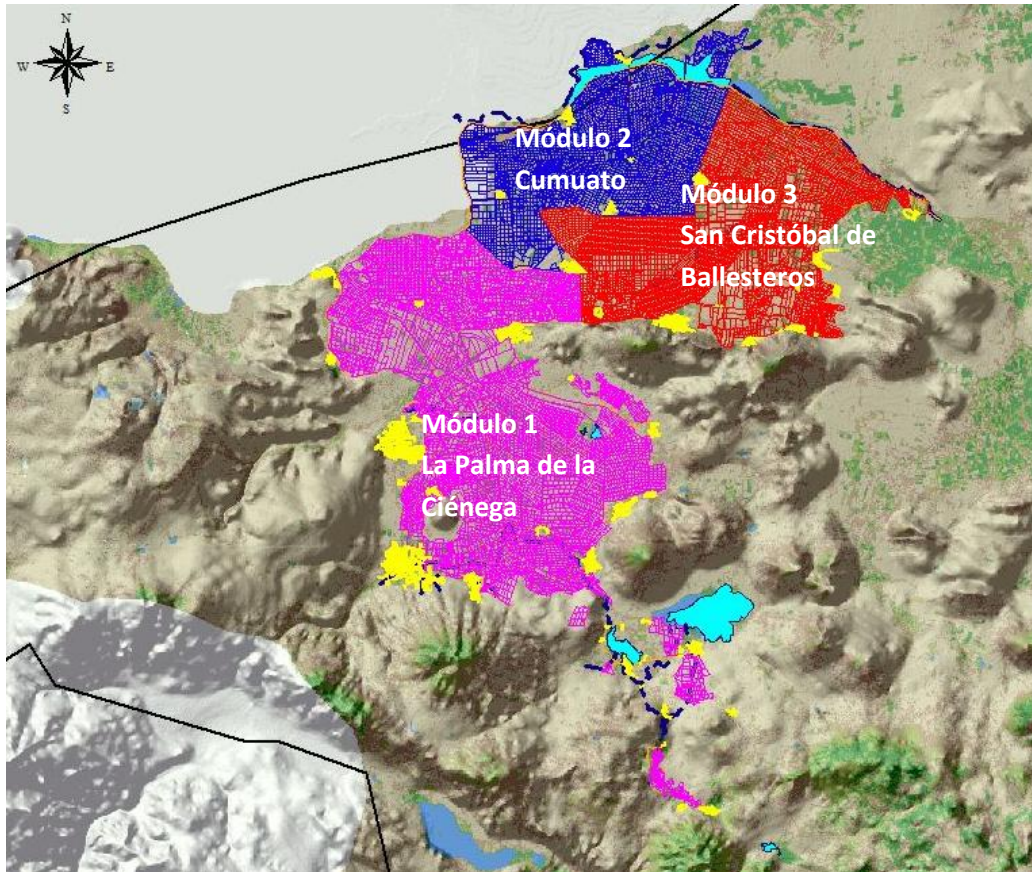 N
W E
S
Módulo 2
Cumuato
Módulo 3
San Cristóbal de
Ballesteros
Módulo 1
La Palma de la
Ciénega